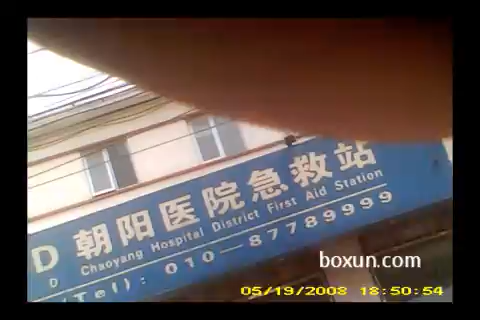 D 朝阳医院急救站
D Chaoyang Hospital District First Aid Station
(Tel): 010—87789999
boxun.com
05/19/2008 18:50:54